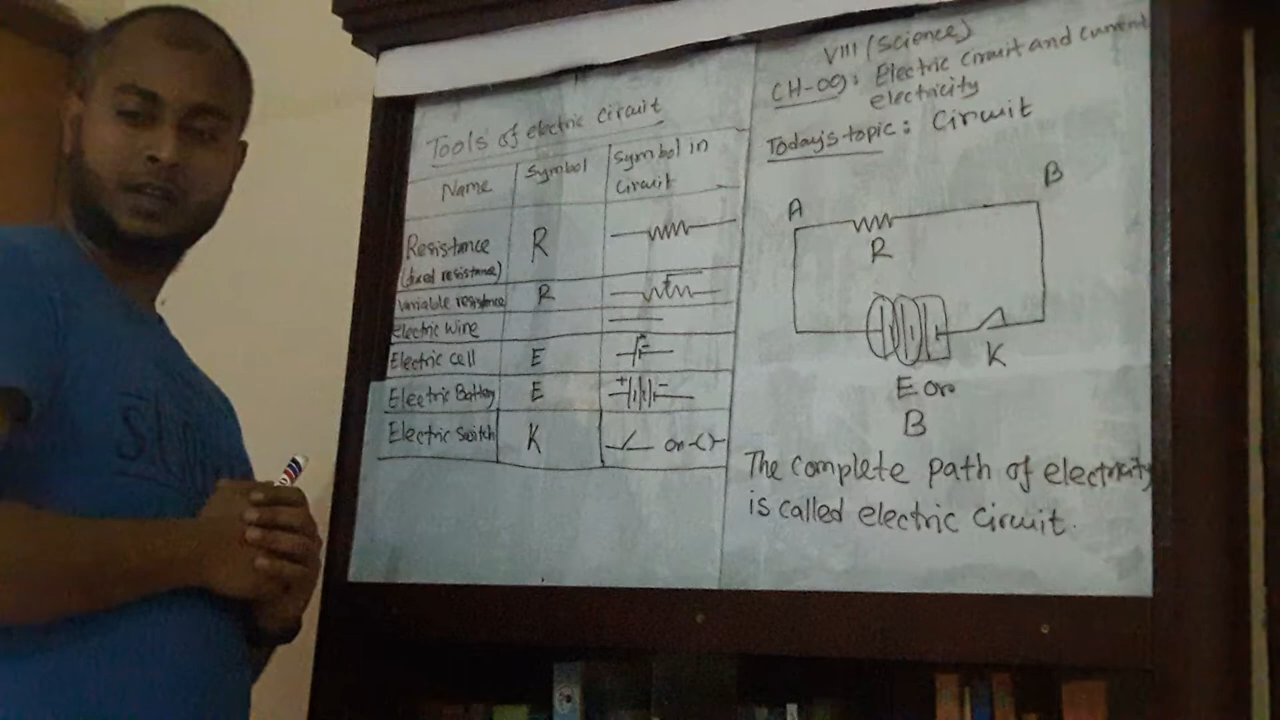 Tools of electric circuit
Name Symbol Symbol in circuit
Resistance (fixed resistance) R
Variable resistance R
Electric wire
Electric cell E
Electric Battery E + -
Electric Switch K or ( )
VIII (Science)
CH-09: Electric circuit and current
electricity
Today's topic: Circuit
A B
R
K
E or
B
The complete path of electricity
is called electric circuit.